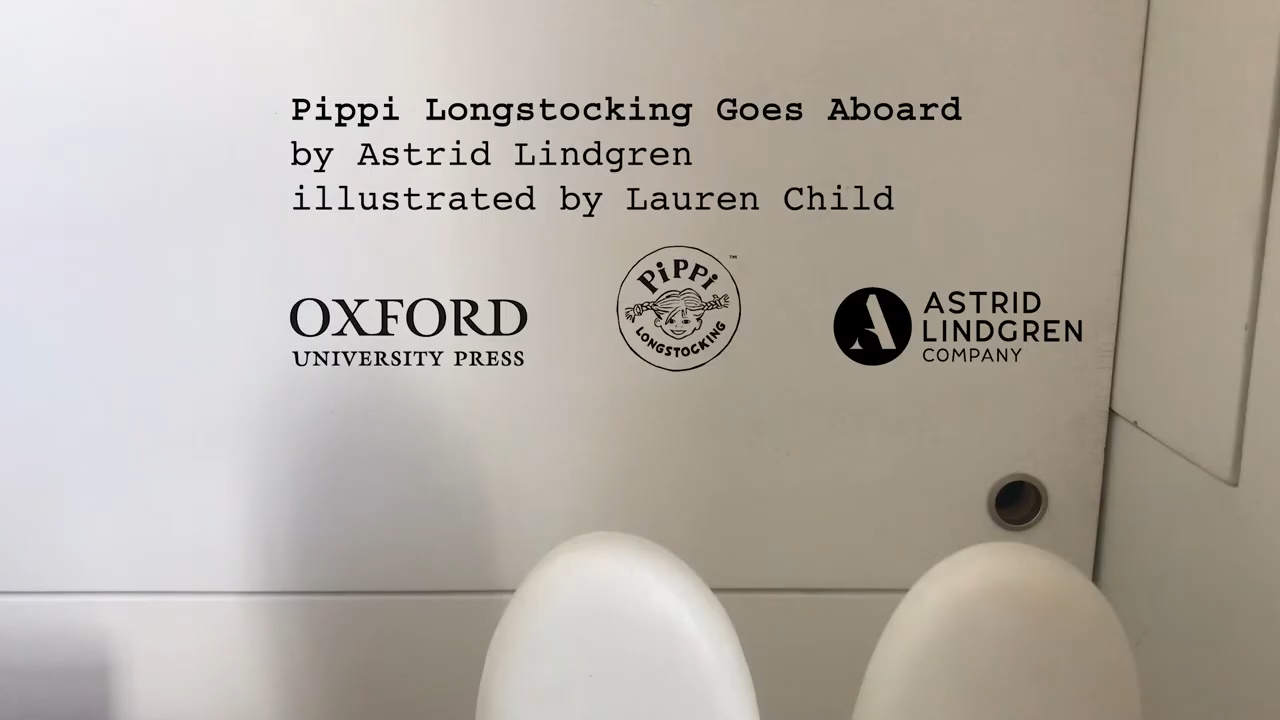 Pippi Longstocking Goes Aboard
by Astrid Lindgren
illustrated by Lauren Child
OXFORD
UNIVERSITY PRESS
PiPPi
LONGSTOCKING
™
A
ASTRID
LINDGREN
COMPANY